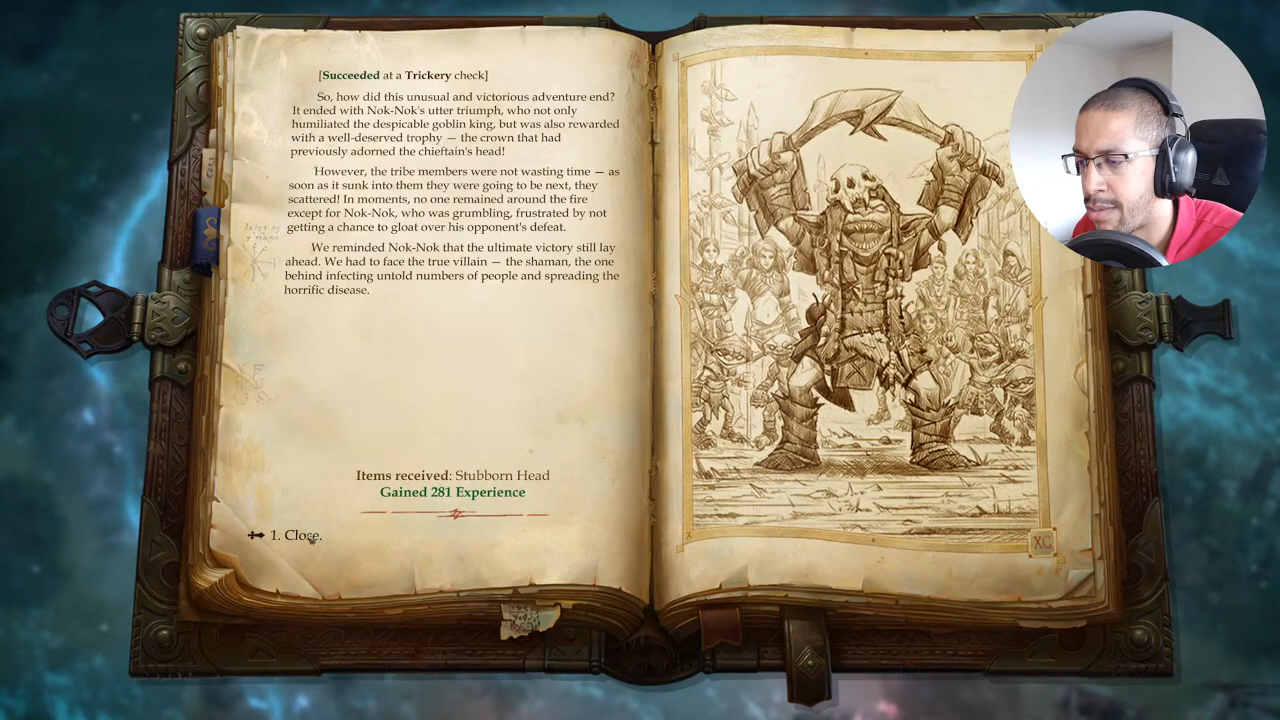 [Succeeded at a Trickery check]
So, how did this unusual and victorious adventure end?
It ended with Nok-Nok's utter triumph, who not only
humiliated the despicable goblin king, but was also rewarded
with a well-deserved trophy — the crown that had
previously adorned the chieftain's head!
However, the tribe members were not wasting time — as
soon as it sunk into them they were going to be next, they
scattered! In moments, no one remained around the fire
except for Nok-Nok, who was grumbling, frustrated by not
getting a chance to gloat over his opponent's defeat.
We reminded Nok-Nok that the ultimate victory still lay
ahead. We had to face the true villain — the shaman, the one
behind infecting untold numbers of people and spreading the
horrific disease.
Items received: Stubborn Head
Gained 281 Experience
1. Close.
XC